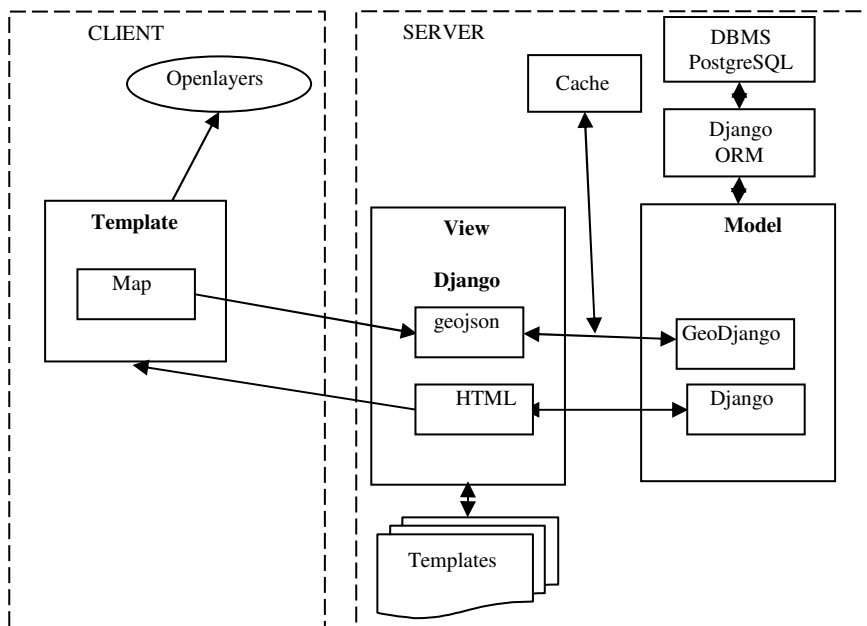 CLIENT
Openlayers
Template
Map
SERVER
Cache
DBMS
PostgreSQL
Django
ORM
View
Django
geojson
HTML
Model
GeoDjango
Django
Templates